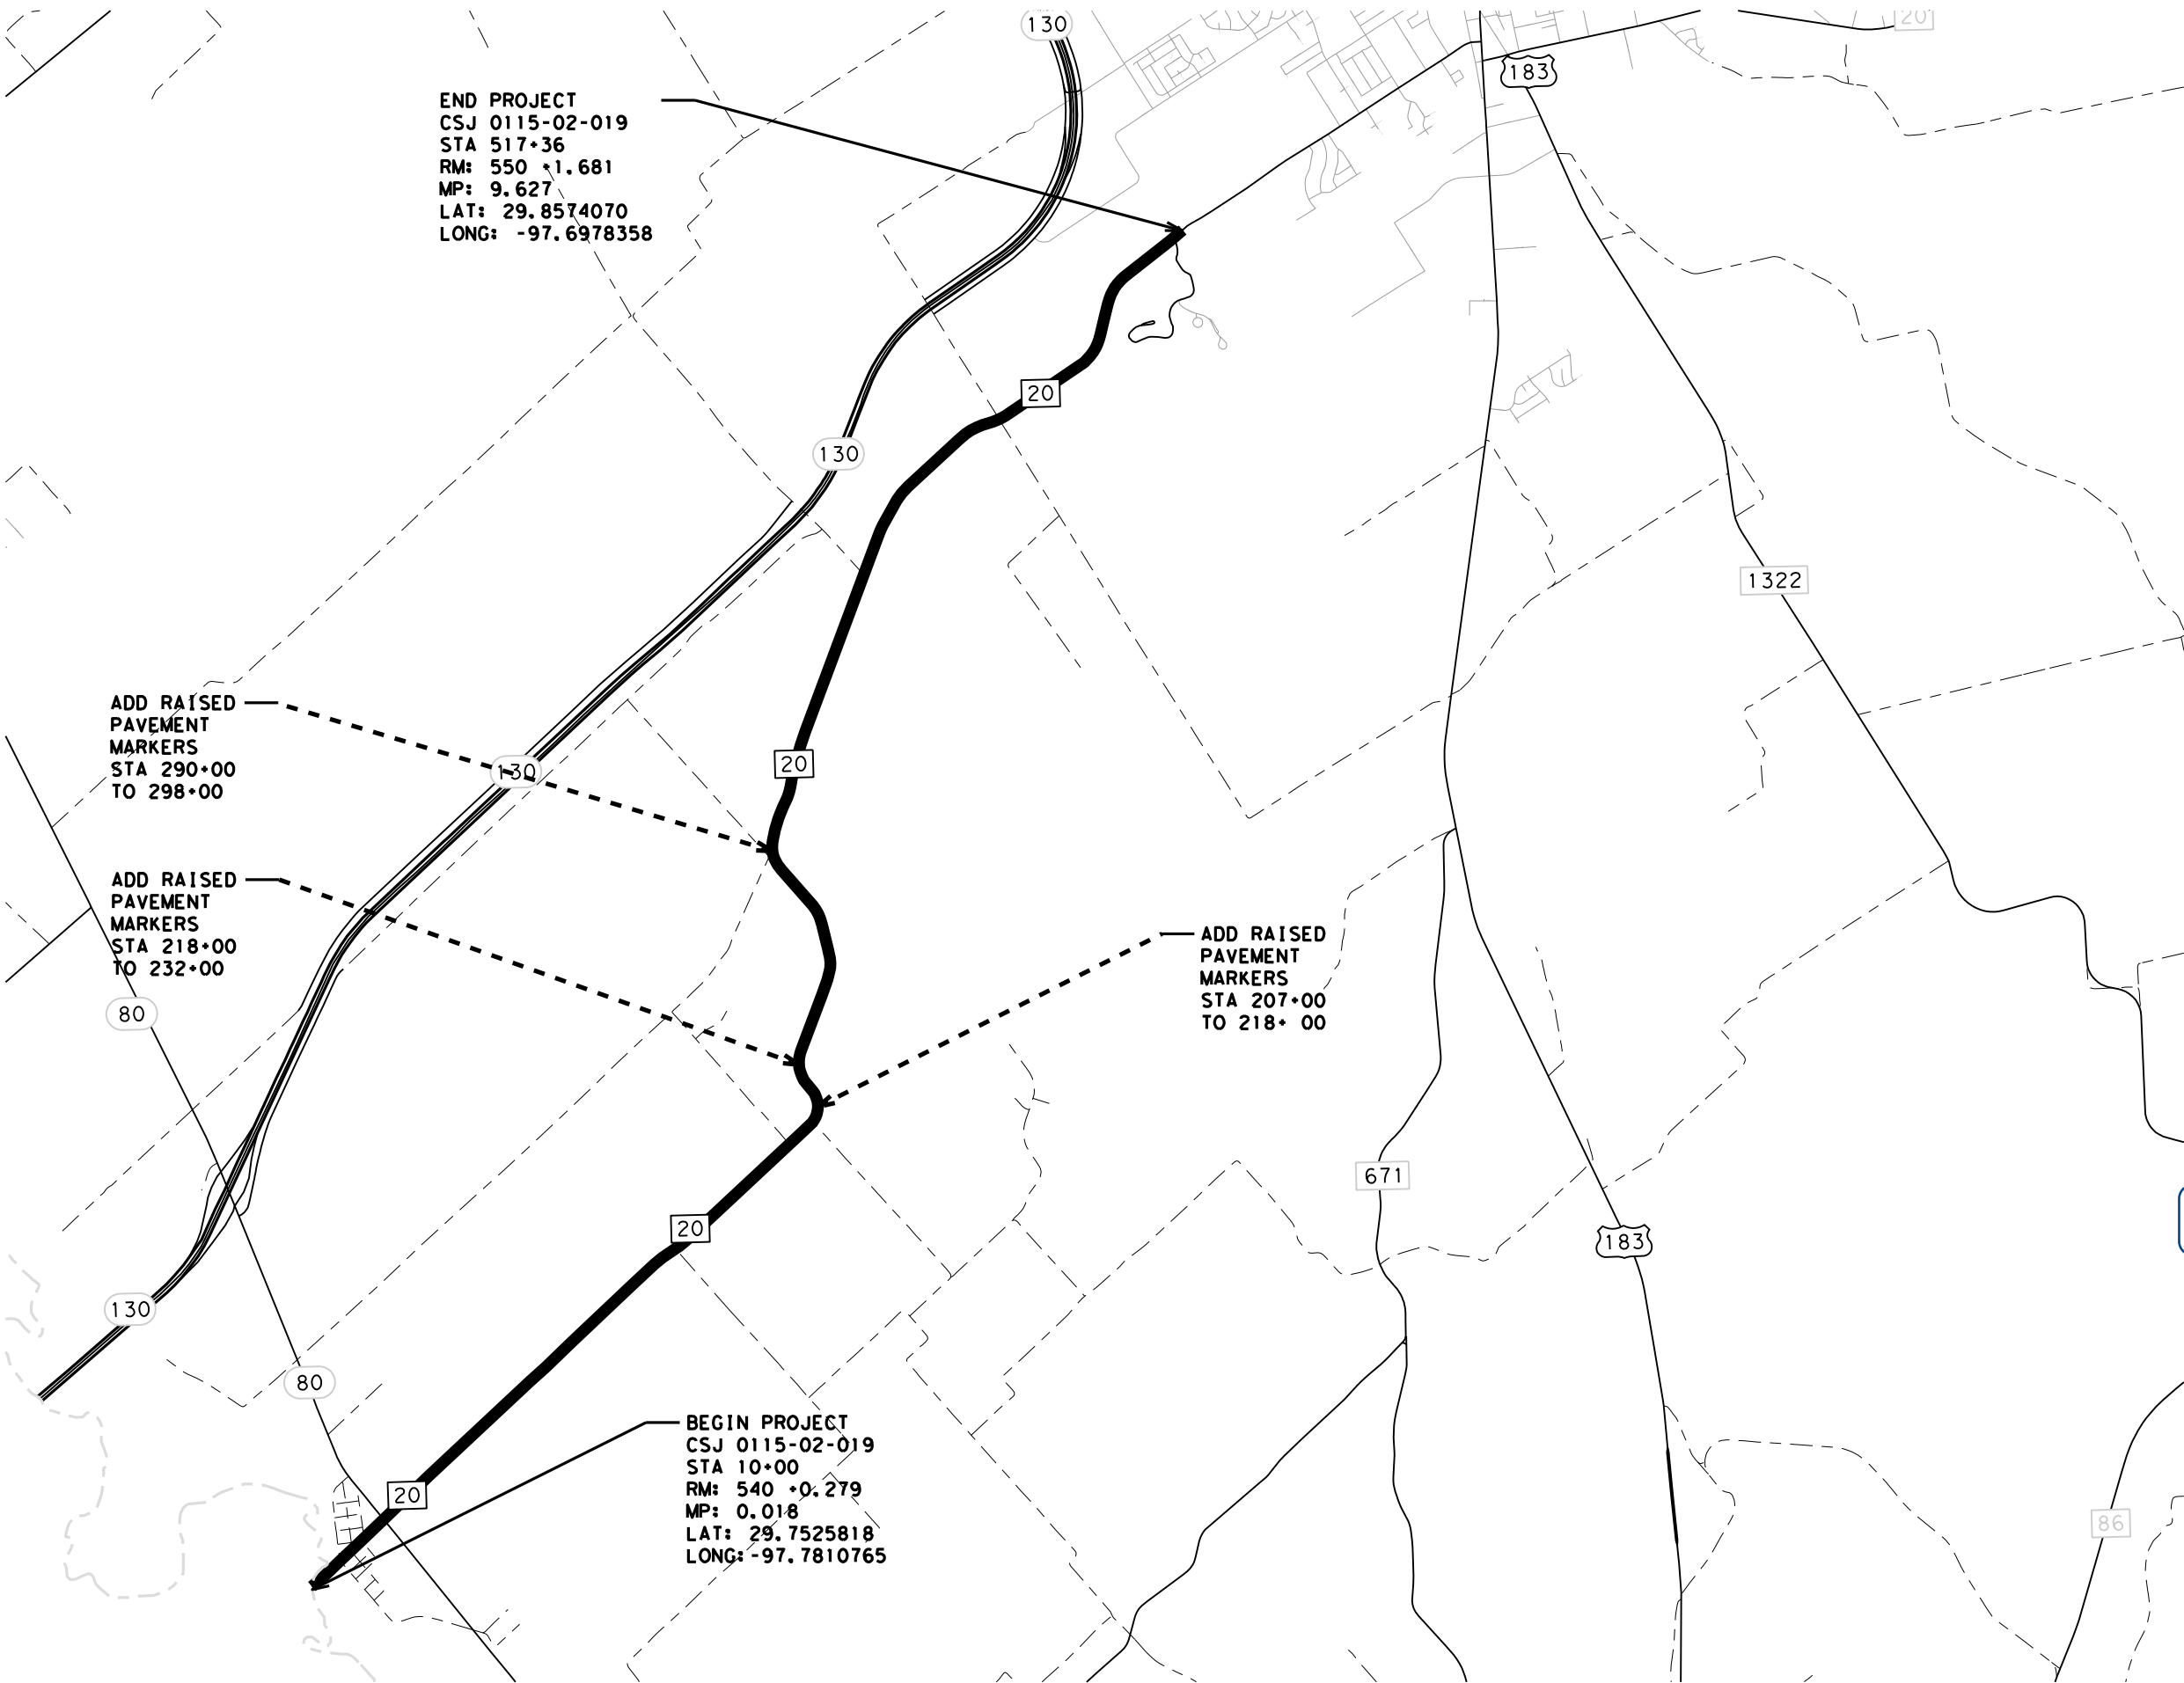 130
20
183
END PROJECT
CSJ 0115-02-019
STA 517+36
RM: 550 +1.681
MP: 9.627
LAT: 29.8574070
LONG: -97.6978358
20
130
1322
ADD RAISED
PAVEMENT
MARKERS
STA 290+00
TO 298+00
20
130
ADD RAISED
PAVEMENT
MARKERS
STA 218+00
TO 232+00
80
ADD RAISED
PAVEMENT
MARKERS
STA 207+00
TO 218+ 00
671
20
183
130
80
BEGIN PROJECT
CSJ 0115-02-019
STA 10+00
RM: 540 +0.279
MP: 0.018
LAT: 29.7525818
LONG: -97.7810765
20
86